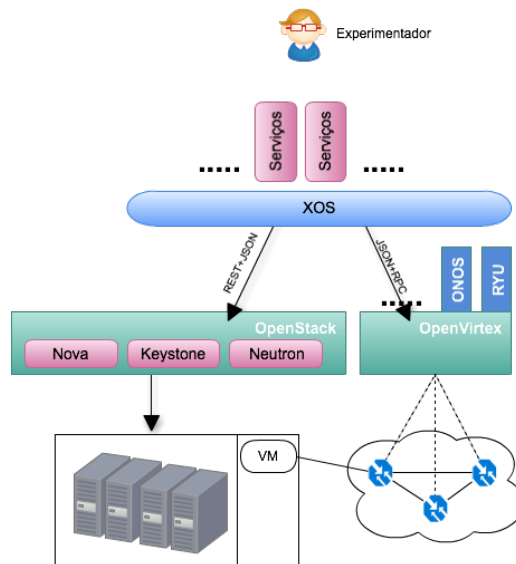 Experimentador
Serviços
Serviços
.....
.....
XOS
REST+JSON
JSON+RPC
.....
ONOS
RYU
OpenStack
OpenVirtex
Nova
Keystone
Neutron
VM